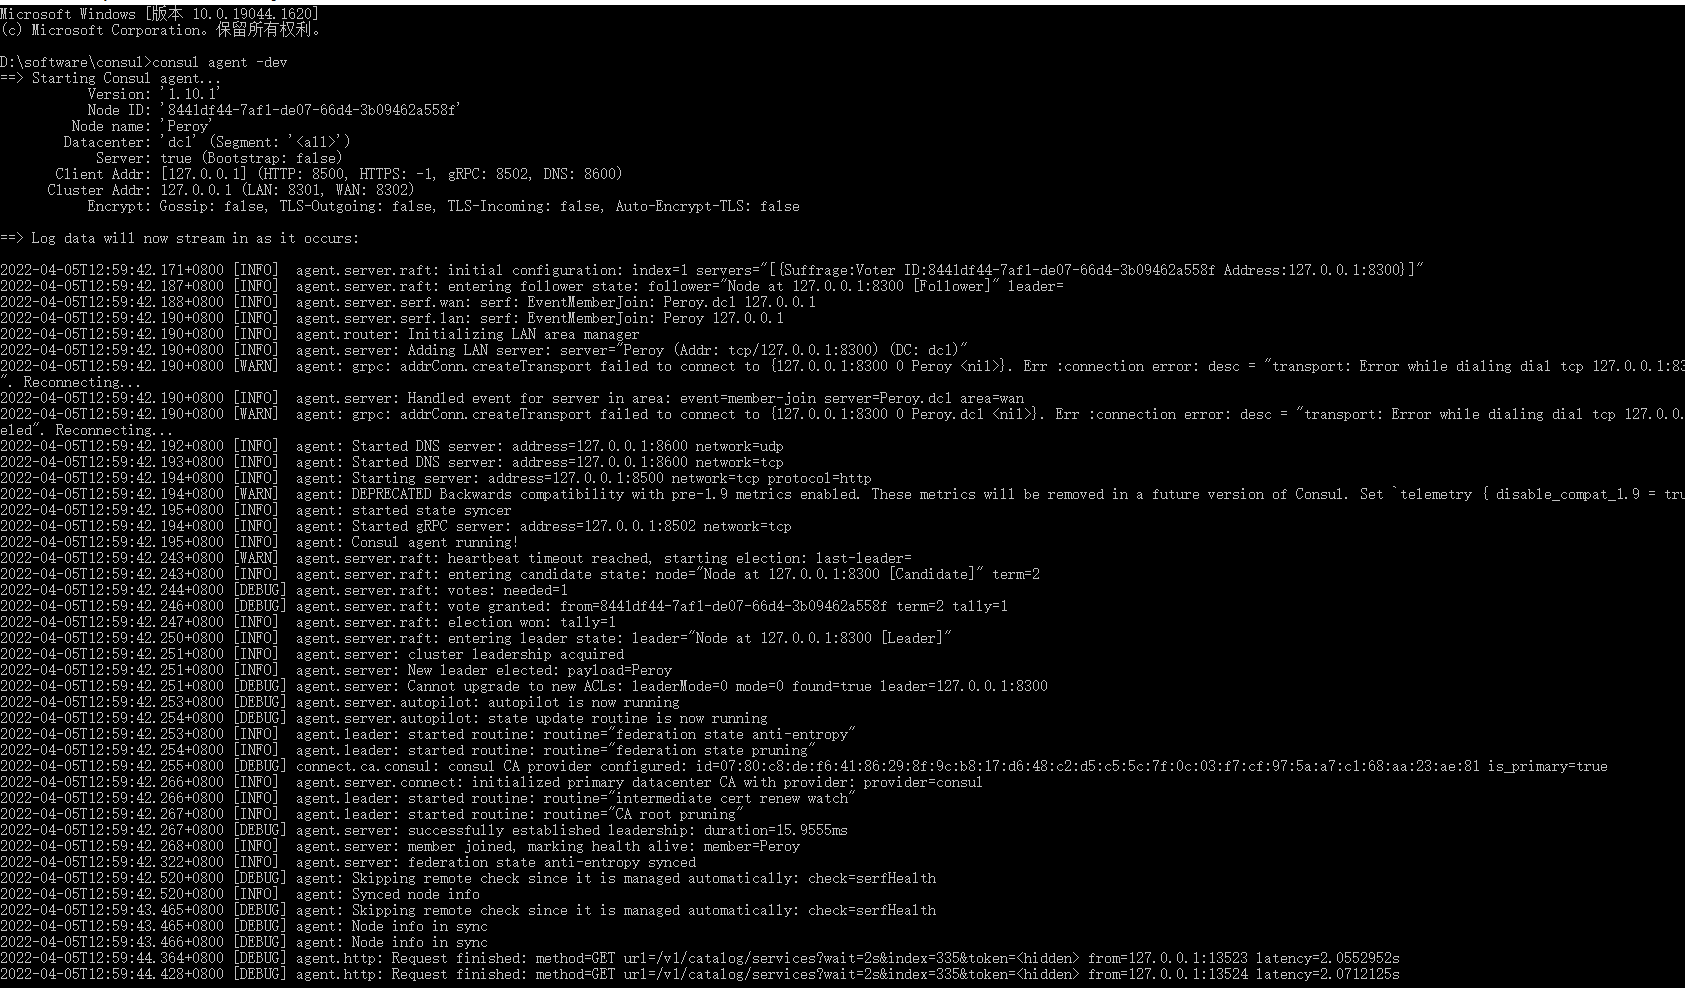 Microsoft Windows [版本 10.0.19044.1620]
(c) Microsoft Corporation。保留所有权利。
D:\software\consul>consul agent -dev
==> Starting Consul agent...
Version: '1.10.1'
Node ID: '8441df44-7af1-de07-66d4-3b09462a558f'
Node name: 'Peroy'
Datacenter: 'dc1' (Segment: '<all>')
Server: true (Bootstrap: false)
Client Addr: [127.0.0.1] (HTTP: 8500, HTTPS: -1, gRPC: 8502, DNS: 8600)
Cluster Addr: 127.0.0.1 (LAN: 8301, WAN: 8302)
Encrypt: Gossip: false, TLS-Outgoing: false, TLS-Incoming: false, Auto-Encrypt-TLS: false
==> Log data will now stream in as it occurs:
2022-04-05T12:59:42.171+0800 [INFO]  agent.server.raft: initial configuration: index=1 servers="[{Suffrage:Voter ID:8441df44-7af1-de07-66d4-3b09462a558f Address:127.0.0.1:8300}]"
2022-04-05T12:59:42.187+0800 [INFO]  agent.server.raft: entering follower state: follower="Node at 127.0.0.1:8300 [Follower]" leader=
2022-04-05T12:59:42.188+0800 [INFO]  agent.server.serf.wan: serf: EventMemberJoin: Peroy.dc1 127.0.0.1
2022-04-05T12:59:42.190+0800 [INFO]  agent.server.serf.lan: serf: EventMemberJoin: Peroy 127.0.0.1
2022-04-05T12:59:42.190+0800 [INFO]  agent.router: Initializing LAN area manager
2022-04-05T12:59:42.190+0800 [INFO]  agent.server: Adding LAN server: server="Peroy (Addr: tcp/127.0.0.1:8300) (DC: dc1)"
2022-04-05T12:59:42.190+0800 [WARN]  agent: grpc: addrConn.createTransport failed to connect to {127.0.0.1:8300 0 Peroy <nil>}. Err :connection error: desc = "transport: Error while dialing dial tcp 127.0.0.1:83
". Reconnecting...
2022-04-05T12:59:42.190+0800 [INFO]  agent.server: Handled event for server in area: event=member-join server=Peroy.dc1 area=wan
2022-04-05T12:59:42.190+0800 [WARN]  agent: grpc: addrConn.createTransport failed to connect to {127.0.0.1:8300 0 Peroy.dc1 <nil>}. Err :connection error: desc = "transport: Error while dialing dial tcp 127.0.0.
eled". Reconnecting...
2022-04-05T12:59:42.192+0800 [INFO]  agent: Started DNS server: address=127.0.0.1:8600 network=udp
2022-04-05T12:59:42.193+0800 [INFO]  agent: Started DNS server: address=127.0.0.1:8600 network=tcp
2022-04-05T12:59:42.194+0800 [INFO]  agent: Starting server: address=127.0.0.1:8500 network=tcp protocol=http
2022-04-05T12:59:42.194+0800 [WARN]  agent: DEPRECATED Backwards compatibility with pre-1.9 metrics enabled. These metrics will be removed in a future version of Consul. Set `telemetry { disable_compat_1.9 = tru
2022-04-05T12:59:42.195+0800 [INFO]  agent: started state syncer
2022-04-05T12:59:42.194+0800 [INFO]  agent: Started gRPC server: address=127.0.0.1:8502 network=tcp
2022-04-05T12:59:42.195+0800 [INFO]  agent: Consul agent running!
2022-04-05T12:59:42.243+0800 [WARN]  agent.server.raft: heartbeat timeout reached, starting election: last-leader=
2022-04-05T12:59:42.243+0800 [INFO]  agent.server.raft: entering candidate state: node="Node at 127.0.0.1:8300 [Candidate]" term=2
2022-04-05T12:59:42.244+0800 [DEBUG] agent.server.raft: votes: needed=1
2022-04-05T12:59:42.246+0800 [DEBUG] agent.server.raft: vote granted: from=8441df44-7af1-de07-66d4-3b09462a558f term=2 tally=1
2022-04-05T12:59:42.247+0800 [INFO]  agent.server.raft: election won: tally=1
2022-04-05T12:59:42.250+0800 [INFO]  agent.server.raft: entering leader state: leader="Node at 127.0.0.1:8300 [Leader]"
2022-04-05T12:59:42.251+0800 [INFO]  agent.server: cluster leadership acquired
2022-04-05T12:59:42.251+0800 [INFO]  agent.server: New leader elected: payload=Peroy
2022-04-05T12:59:42.251+0800 [DEBUG] agent.server: Cannot upgrade to new ACLs: leaderMode=0 mode=0 found=true leader=127.0.0.1:8300
2022-04-05T12:59:42.253+0800 [DEBUG] agent.server.autopilot: autopilot is now running
2022-04-05T12:59:42.254+0800 [DEBUG] agent.server.autopilot: state update routine is now running
2022-04-05T12:59:42.253+0800 [INFO]  agent.leader: started routine: routine="federation state anti-entropy"
2022-04-05T12:59:42.254+0800 [INFO]  agent.leader: started routine: routine="federation state pruning"
2022-04-05T12:59:42.255+0800 [DEBUG] connect.ca.consul: consul CA provider configured: id=07:80:c8:de:f6:41:86:29:8f:9c:b8:17:d6:48:c2:d5:c5:5c:7f:0c:03:f7:cf:97:5a:a7:c1:68:aa:23:ae:81 is_primary=true
2022-04-05T12:59:42.266+0800 [INFO]  agent.server.connect: initialized primary datacenter CA with provider: provider=consul
2022-04-05T12:59:42.266+0800 [INFO]  agent.leader: started routine: routine="intermediate cert renew watch"
2022-04-05T12:59:42.267+0800 [INFO]  agent.leader: started routine: routine="CA root pruning"
2022-04-05T12:59:42.267+0800 [DEBUG] agent.server: successfully established leadership: duration=15.9555ms
2022-04-05T12:59:42.268+0800 [INFO]  agent.server: member joined, marking health alive: member=Peroy
2022-04-05T12:59:42.322+0800 [INFO]  agent.server: federation state anti-entropy synced
2022-04-05T12:59:42.520+0800 [DEBUG] agent: Skipping remote check since it is managed automatically: check=serfHealth
2022-04-05T12:59:42.520+0800 [INFO]  agent: Synced node info
2022-04-05T12:59:43.465+0800 [DEBUG] agent: Skipping remote check since it is managed automatically: check=serfHealth
2022-04-05T12:59:43.465+0800 [DEBUG] agent: Node info in sync
2022-04-05T12:59:43.466+0800 [DEBUG] agent: Node info in sync
2022-04-05T12:59:44.364+0800 [DEBUG] agent.http: Request finished: method=GET url=/v1/catalog/services?wait=2s&index=335&token=<hidden> from=127.0.0.1:13523 latency=2.0552952s
2022-04-05T12:59:44.428+0800 [DEBUG] agent.http: Request finished: method=GET url=/v1/catalog/services?wait=2s&index=335&token=<hidden> from=127.0.0.1:13524 latency=2.0712125s